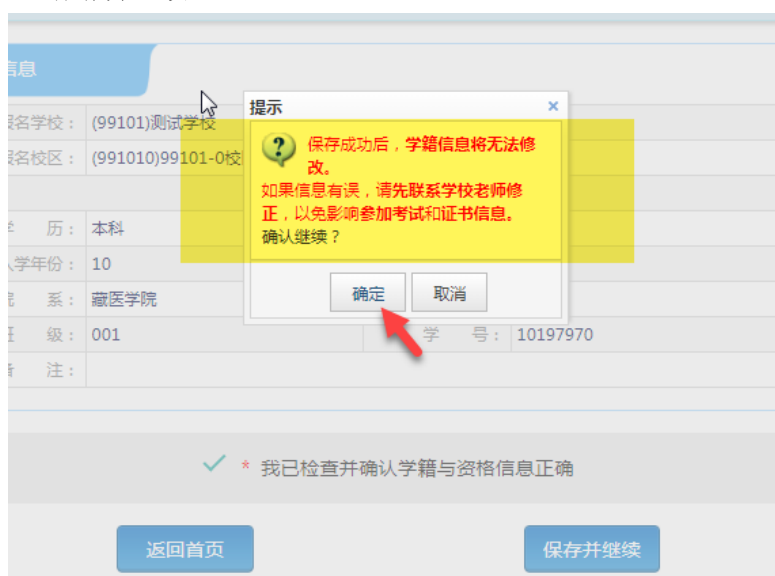 信息
提示
×
保存成功后，学籍信息将无法修
改。
如果信息有误，请先联系学校老师修
正，以免影响参加考试和证书信息。
确认继续？
确定 取消
报名学校： (99101)测试学校
报名校区： (991010)99101-0校
学 历： 本科
入学年份： 10
院 系： 藏医学院
班 级： 001 学 号： 10197970
备 注：
* 我已检查并确认学籍与资格信息正确
返回首页 保存并继续